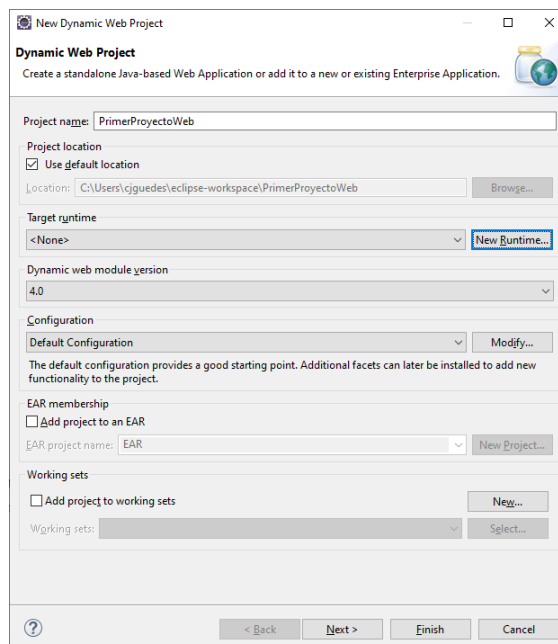 New Dynamic Web Project
Dynamic Web Project
Create a standalone Java-based Web Application or add it to a new or existing Enterprise Application.
Project name: PrimerProyectoWeb
Project location
Use default location
Location: C:\Users\cjguedes\eclipse-workspace\PrimerProyectoWeb Browse...
Target runtime
<None> New Runtime...
Dynamic web module version
4.0
Configuration
Default Configuration Modify...
The default configuration provides a good starting point. Additional facets can later be installed to add new
functionality to the project.
EAR membership
Add project to an EAR
EAR project name: EAR New Project...
Working sets
Add project to working sets New...
Working sets: Select...
? < Back Next > Finish Cancel